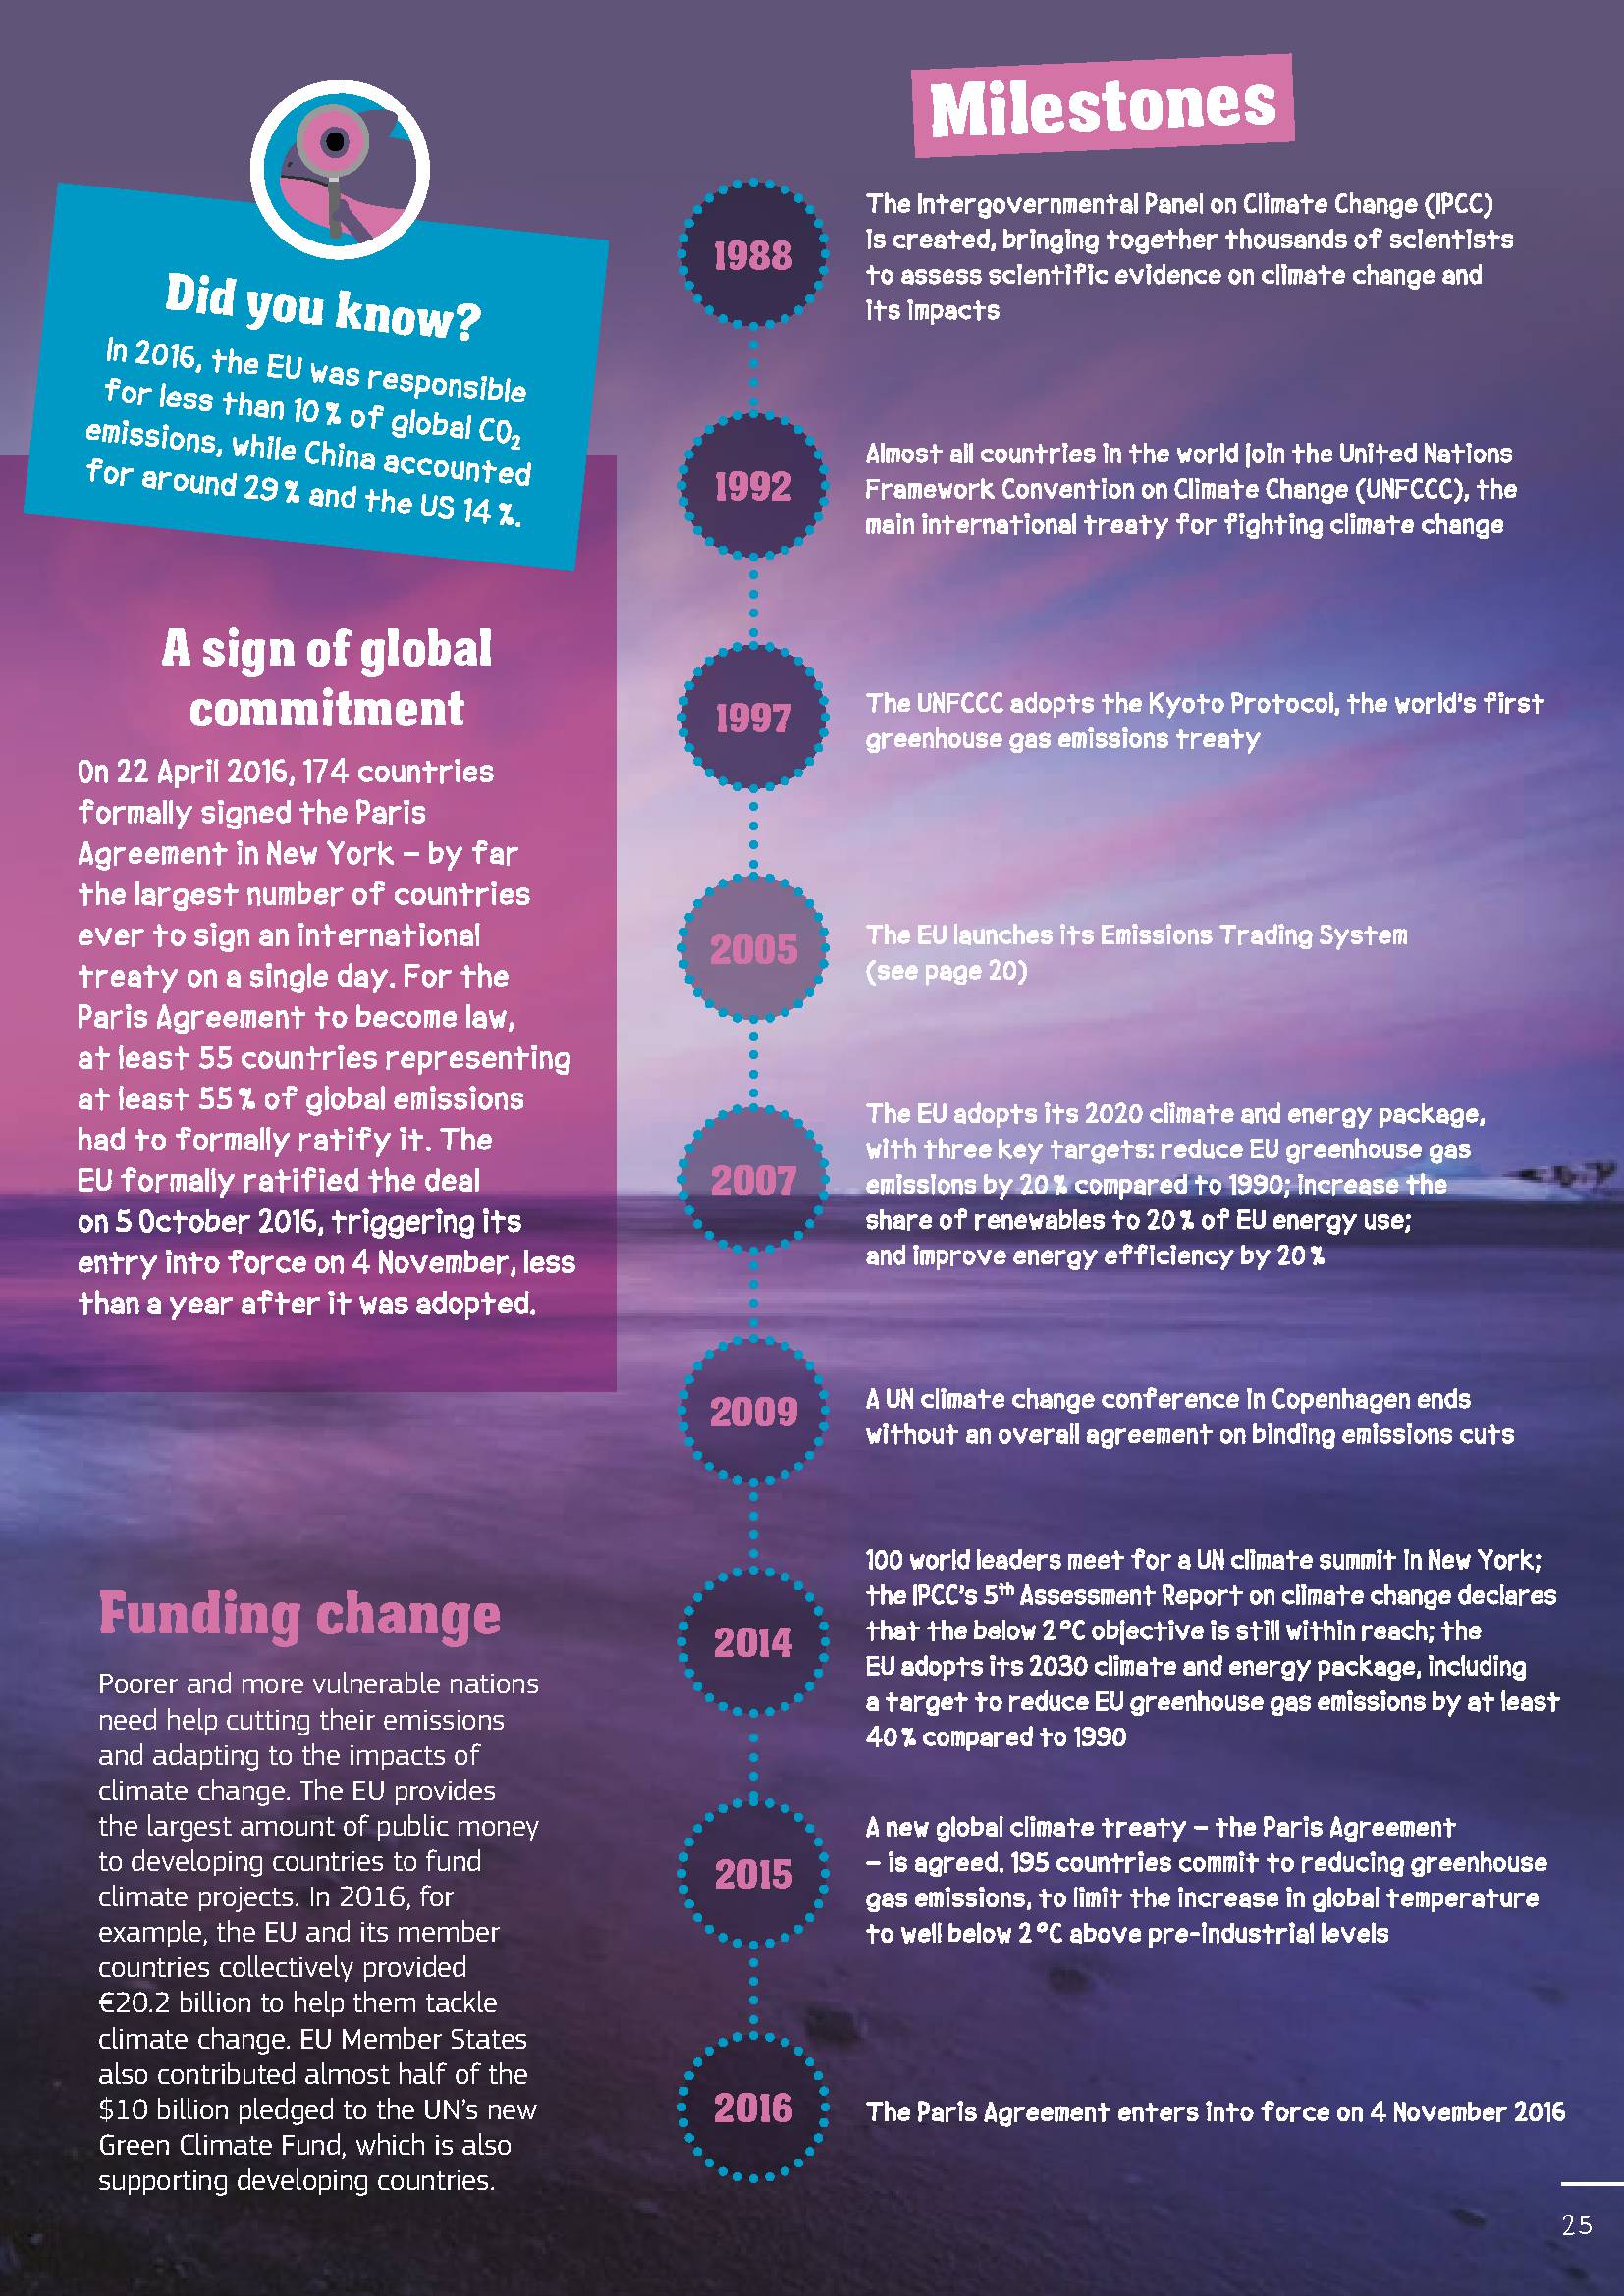 Did you know?
In 2016, the EU was responsible
for less than 10 % of global CO₂
emissions, while China accounted
for around 29 % and the US 14 %.
A sign of global
commitment
On 22 April 2016, 174 countries
formally signed the Paris
Agreement in New York – by far
the largest number of countries
ever to sign an international
treaty on a single day. For the
Paris Agreement to become law,
at least 55 countries representing
at least 55 % of global emissions
had to formally ratify it. The
EU formally ratified the deal
on 5 October 2016, triggering its
entry into force on 4 November, less
than a year after it was adopted.
Funding change
Poorer and more vulnerable nations
need help cutting their emissions
and adapting to the impacts of
climate change. The EU provides
the largest amount of public money
to developing countries to fund
climate projects. In 2016, for
example, the EU and its member
countries collectively provided
€20.2 billion to help them tackle
climate change. EU Member States
also contributed almost half of the
$10 billion pledged to the UN's new
Green Climate Fund, which is also
supporting developing countries.
Milestones
1988
The Intergovernmental Panel on Climate Change (IPCC)
is created, bringing together thousands of scientists
to assess scientific evidence on climate change and
its impacts
1992
Almost all countries in the world join the United Nations
Framework Convention on Climate Change (UNFCCC), the
main international treaty for fighting climate change
1997
The UNFCCC adopts the Kyoto Protocol, the world's first
greenhouse gas emissions treaty
2005
The EU launches its Emissions Trading System
(see page 20)
2007
The EU adopts its 2020 climate and energy package,
with three key targets: reduce EU greenhouse gas
emissions by 20 % compared to 1990; increase the
share of renewables to 20 % of EU energy use;
and improve energy efficiency by 20 %
2009
A UN climate change conference in Copenhagen ends
without an overall agreement on binding emissions cuts
2014
100 world leaders meet for a UN climate summit in New York;
the IPCC's 5th Assessment Report on climate change declares
that the below 2 °C objective is still within reach; the
EU adopts its 2030 climate and energy package, including
a target to reduce EU greenhouse gas emissions by at least
40 % compared to 1990
2015
A new global climate treaty – the Paris Agreement
– is agreed. 195 countries commit to reducing greenhouse
gas emissions, to limit the increase in global temperature
to well below 2 °C above pre-industrial levels
2016
The Paris Agreement enters into force on 4 November 2016
25